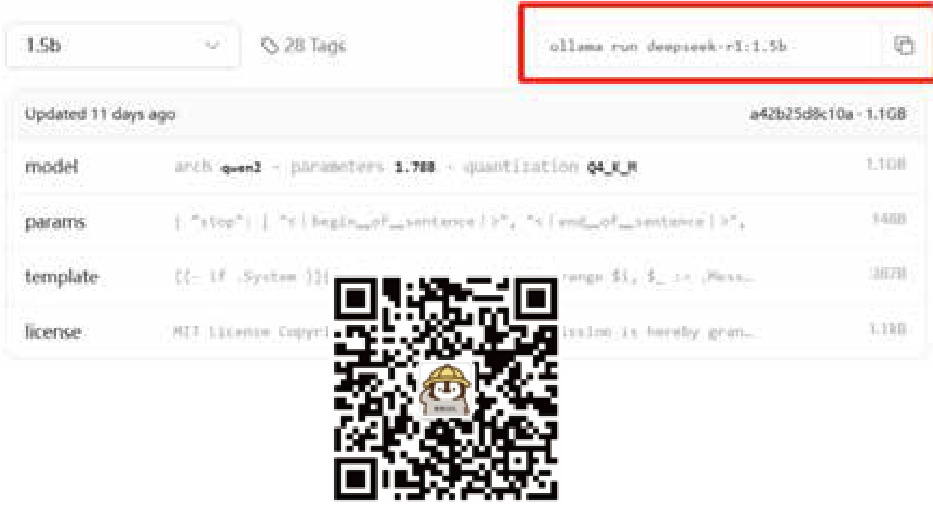 1.5b
28 Tags
ollama run deepseek-r1:1.5b
Updated 11 days ago
a42b25d8c10a · 1.1GB
model
arch qwen2 · parameters 1.78B · quantization Q4_K_M
1.1GB
params
{ "stop": [ "<|begin▁of▁sentence|>", "<|end▁of▁sentence|>",
148B
template
{{- if .System }}{
range $i, $_ := .Mess…
387B
license
MIT License Copyri
ission is hereby gran…
1.1kB